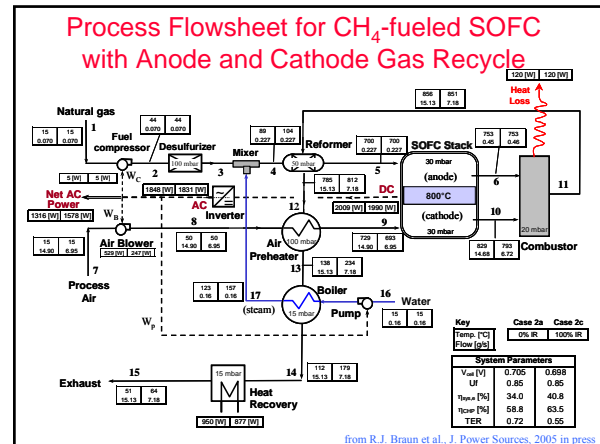 Process Flowsheet for CH4-fueled SOFC
with Anode and Cathode Gas Recycle
120 [W] 120 [W]
Heat
Loss
856 851
15.13 7.18
Natural gas
15 15
0.070 0.070
1
Fuel
compressor
44 44
0.070 0.070
Desulfurizer
100 mbar
2
3
Mixer
89 104
0.227 0.227
4
Reformer
50 mbar
700 700
0.227 0.227
5
SOFC Stack
30 mbar
(anode)
800°C
(cathode)
30 mbar
753 753
0.45 0.46
6
10
11
829 793
14.68 6.72
20 mbar
Combustor
5 [W] 5 [W]
WC
Net AC
Power
1316 [W] 1578 [W]
1848 [W] 1831 [W]
AC
Inverter
785 812
15.13 7.18
DC
2009 [W] 1990 [W]
12
WB
15 15
14.90 6.95
Air Blower
529 [W] 247 [W]
7
Process
Air
8
50 50
14.90 6.95
Air
Preheater
100 mbar
9
729 693
14.90 6.95
13
138 234
15.13 7.18
123 157
0.16 0.16
17
(steam)
Boiler
15 mbar
Pump
16
Water
15 15
0.16 0.16
Wp
14
112 179
15.13 7.18
15 mbar
Heat
Recovery
950 [W] 877 [W]
Exhaust
15
51 64
15.13 7.18
Key Case 2a Case 2c
Temp. [°C]
Flow [g/s]
0% IR 100% IR
System Parameters
Vcell [V] 0.705 0.698
Uf 0.85 0.85
ηsys,e [%] 34.0 40.8
ηCHP [%] 58.8 63.5
TER 0.72 0.55
from R.J. Braun et al., J. Power Sources, 2005 in press